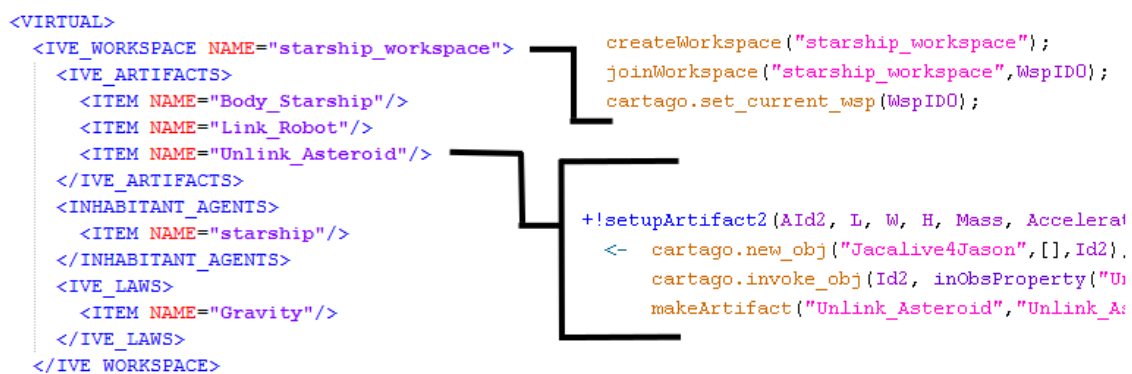 <VIRTUAL>
<IVE_WORKSPACE NAME="starship_workspace">
<IVE_ARTIFACTS>
<ITEM NAME="Body_Starship"/>
<ITEM NAME="Link_Robot"/>
<ITEM NAME="Unlink_Asteroid"/>
</IVE_ARTIFACTS>
<INHABITANT_AGENTS>
<ITEM NAME="starship"/>
</INHABITANT_AGENTS>
<IVE_LAWS>
<ITEM NAME="Gravity"/>
</IVE_LAWS>
</IVE_WORKSPACE>
createWorkspace("starship_workspace");
joinWorkspace("starship_workspace",WspID0);
cartago.set_current_wsp(WspID0);
+!setupArtifact2(AId2, L, W, H, Mass, Accelerat
<- cartago.new_obj("Jacalive4Jason",[],Id2)
cartago.invoke_obj(Id2, inObsProperty("Un
makeArtifact("Unlink_Asteroid","Unlink_As